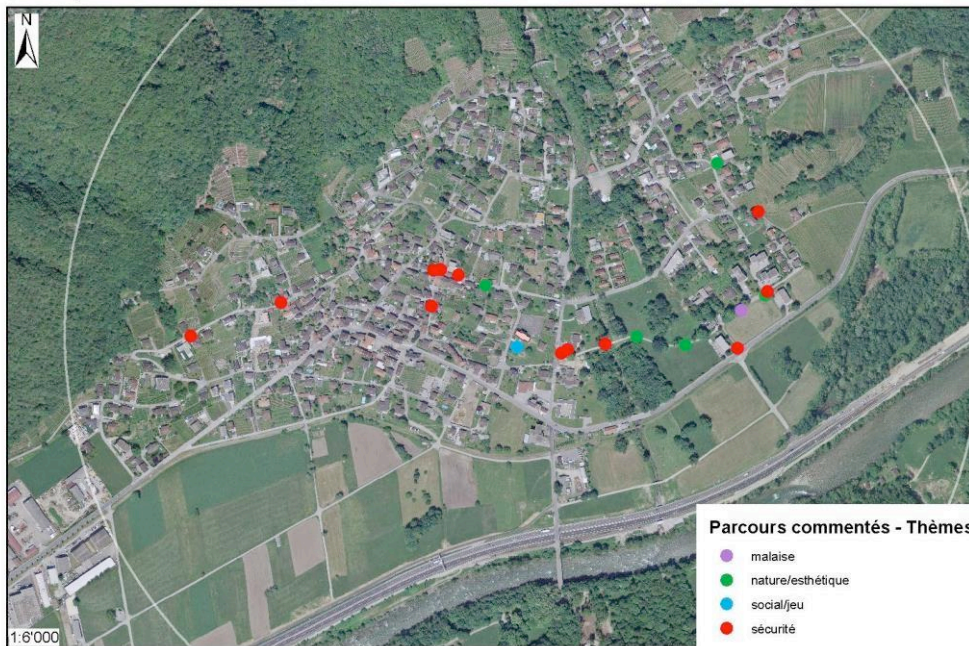 N
Parcours commentés - Thèmes
malaise
nature/esthétique
social/jeu
sécurité
1:6'000